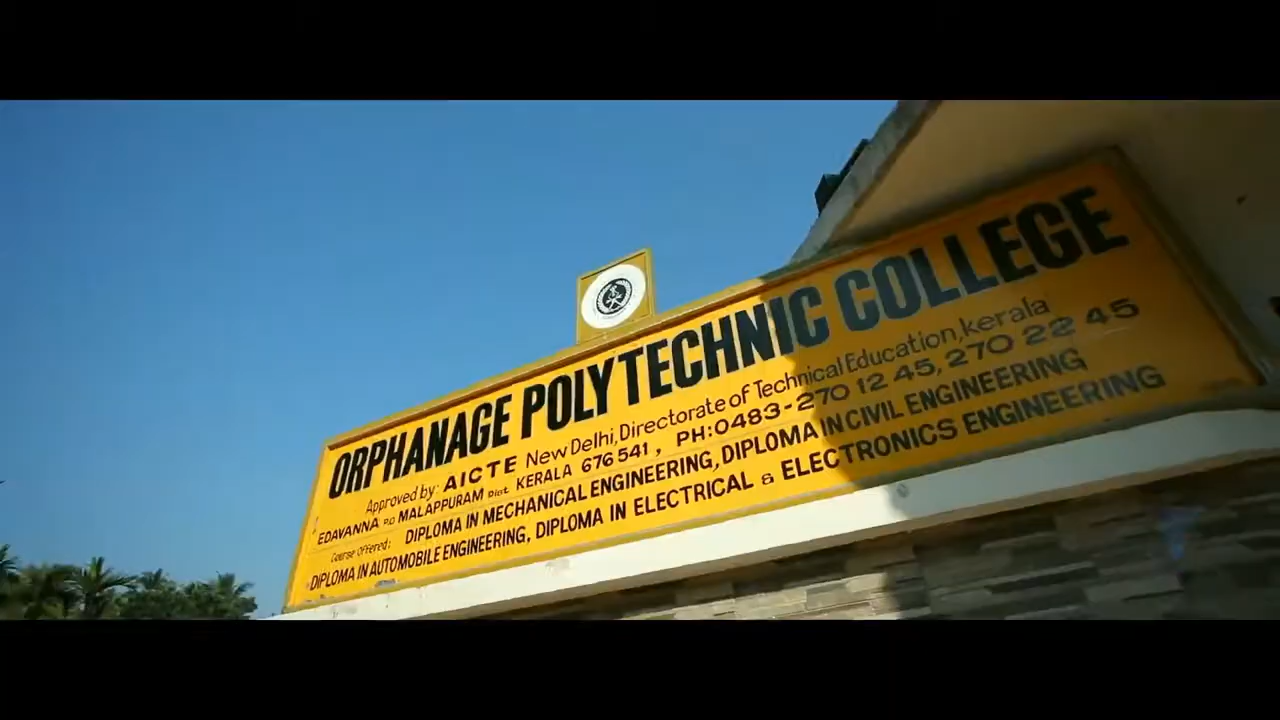 ORPHANAGE POLYTECHNIC COLLEGE
Approved by: AICTE New Delhi, Directorate of Technical Education, kerala
EDAVANNA P.O MALAPPURAM Dist. KERALA 676 541 , PH:0483-270 12 45, 270 22 45
Course Offered: DIPLOMA IN MECHANICAL ENGINEERING, DIPLOMA IN CIVIL ENGINEERING
DIPLOMA IN AUTOMOBILE ENGINEERING, DIPLOMA IN ELECTRICAL & ELECTRONICS ENGINEERING